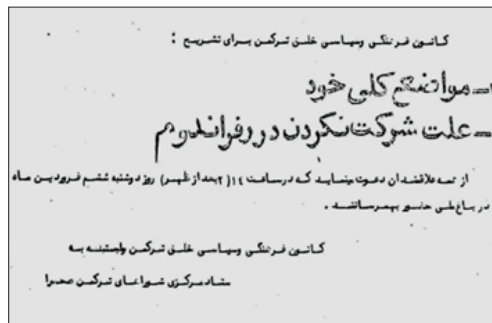 کانون فرهنگی و سیاسی خلق ترکمن برای تشریح :
ـ مواضع کلی خود
ـ علت شرکت نکردن در رفراندوم
از همه علاقمندان دعوت مینماید که در ساعت ۱۴ (۲ بعد از ظهر) روز دوشنبه ششم فروردین ماه
در باغ ملی حضور بهمرسانند .
کانون فرهنگی و سیاسی خلق ترکمن وابسته به
ستاد مرکزی شوراهای ترکمن صحرا